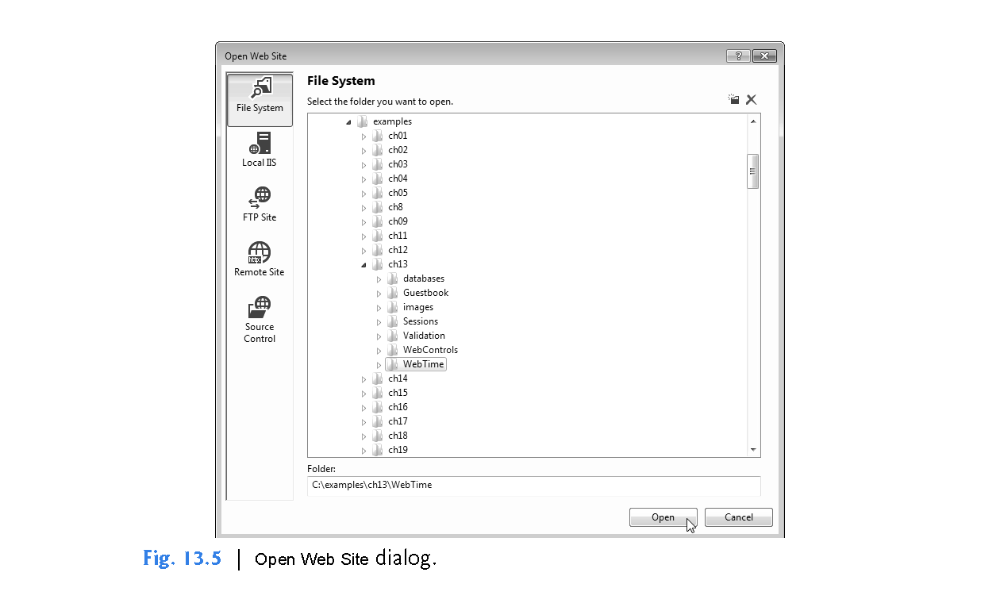 Open Web Site
?
File System
Local IIS
FTP Site
http
Remote Site
Source
Control
File System
Select the folder you want to open.
examples
ch01
ch02
ch03
ch04
ch05
ch8
ch09
ch11
ch12
ch13
databases
Guestbook
images
Sessions
Validation
WebControls
WebTime
ch14
ch15
ch16
ch17
ch18
ch19
Folder:
C:\examples\ch13\WebTime
Open
Cancel
Fig. 13.5 | Open Web Site dialog.